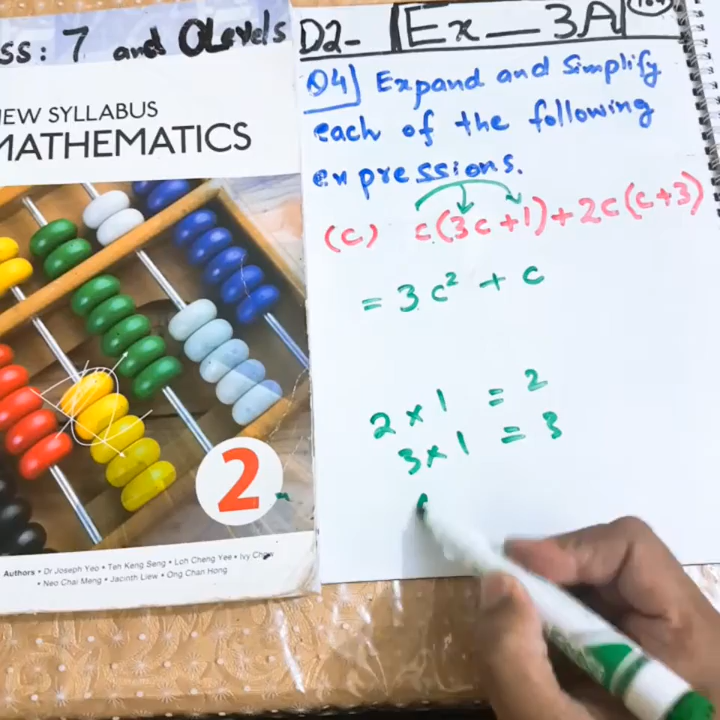 ss: 7 and OLevels
NEW SYLLABUS
MATHEMATICS
2
Authors • Dr Joseph Yeo • Teh Keng Seng • Loh Cheng Yee • Ivy Chow
• Neo Chai Meng • Jacinth Liew • Ong Chan Hong
D2- Ex_3A
Q4) Expand and Simplify
each of the following
expressions.
(c) c(3c+1)+2c(c+3)
= 3c² + c
2 × 1 = 2
3 × 1 = 3